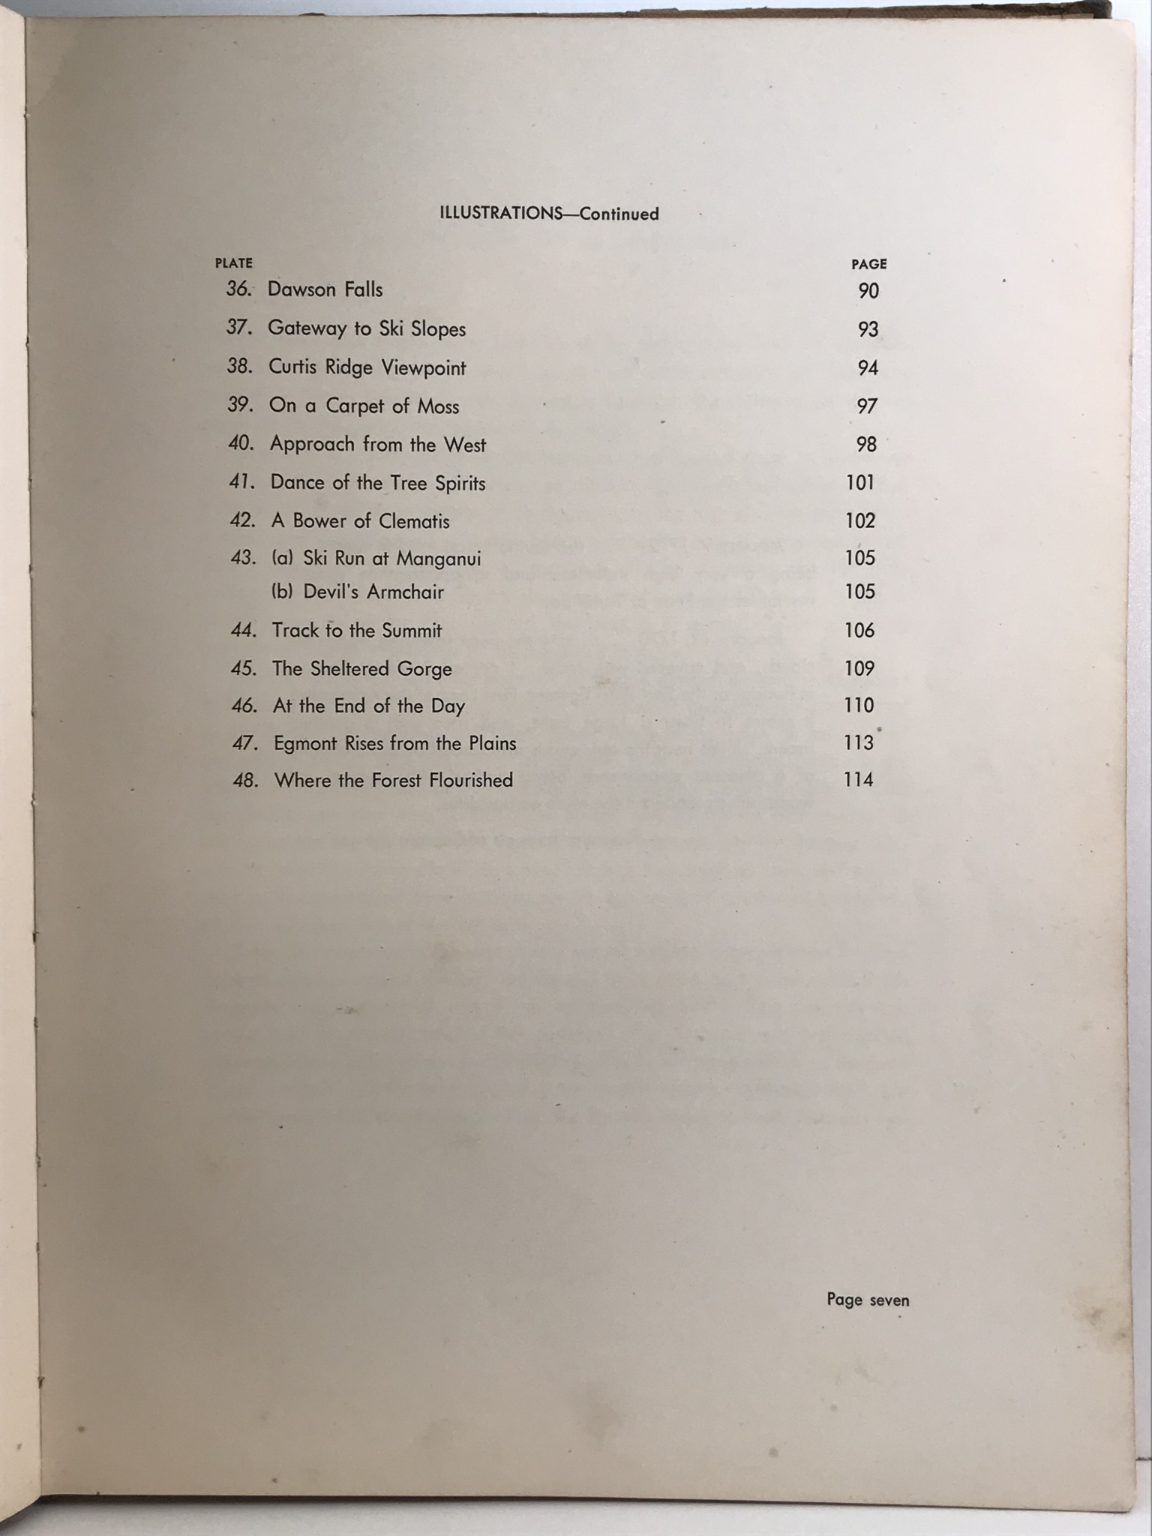 ILLUSTRATIONS—Continued
PLATE PAGE
36. Dawson Falls 90
37. Gateway to Ski Slopes 93
38. Curtis Ridge Viewpoint 94
39. On a Carpet of Moss 97
40. Approach from the West 98
41. Dance of the Tree Spirits 101
42. A Bower of Clematis 102
43. (a) Ski Run at Manganui 105
(b) Devil's Armchair 105
44. Track to the Summit 106
45. The Sheltered Gorge 109
46. At the End of the Day 110
47. Egmont Rises from the Plains 113
48. Where the Forest Flourished 114
Page seven